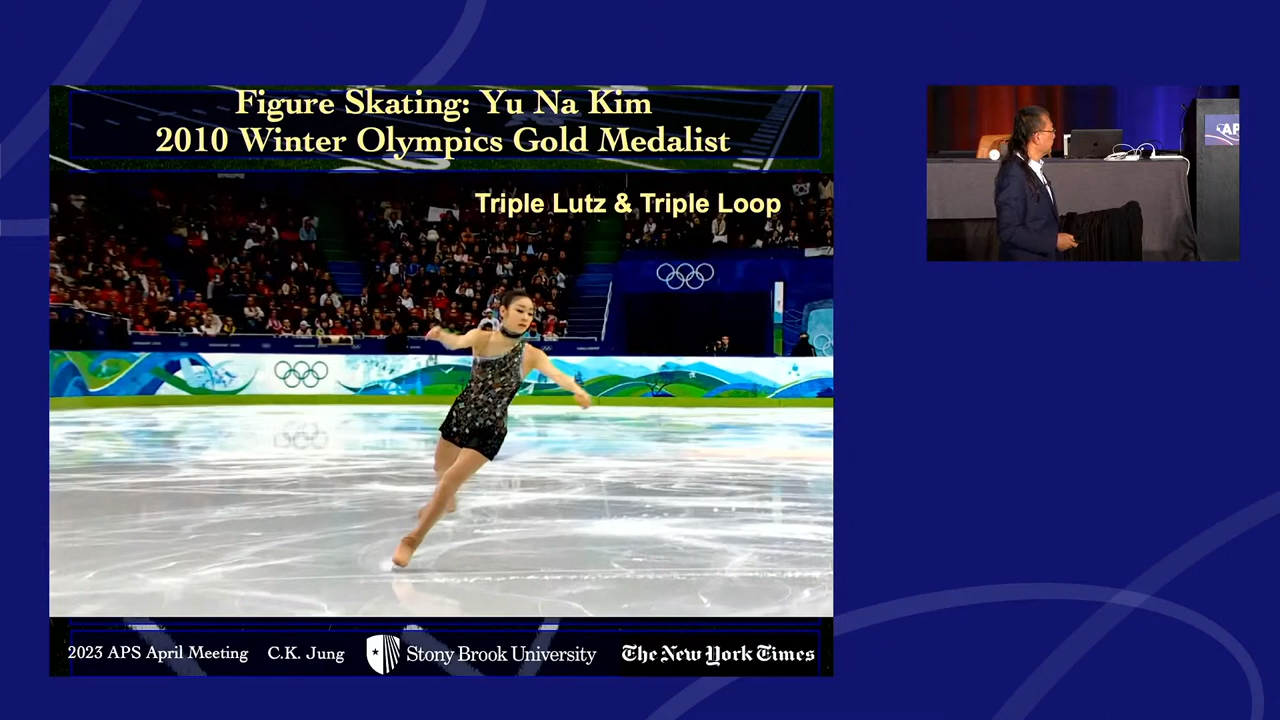 Figure Skating: Yu Na Kim
2010 Winter Olympics Gold Medalist
Triple Lutz & Triple Loop
AP
2023 APS April Meeting C.K. Jung Stony Brook University The New York Times